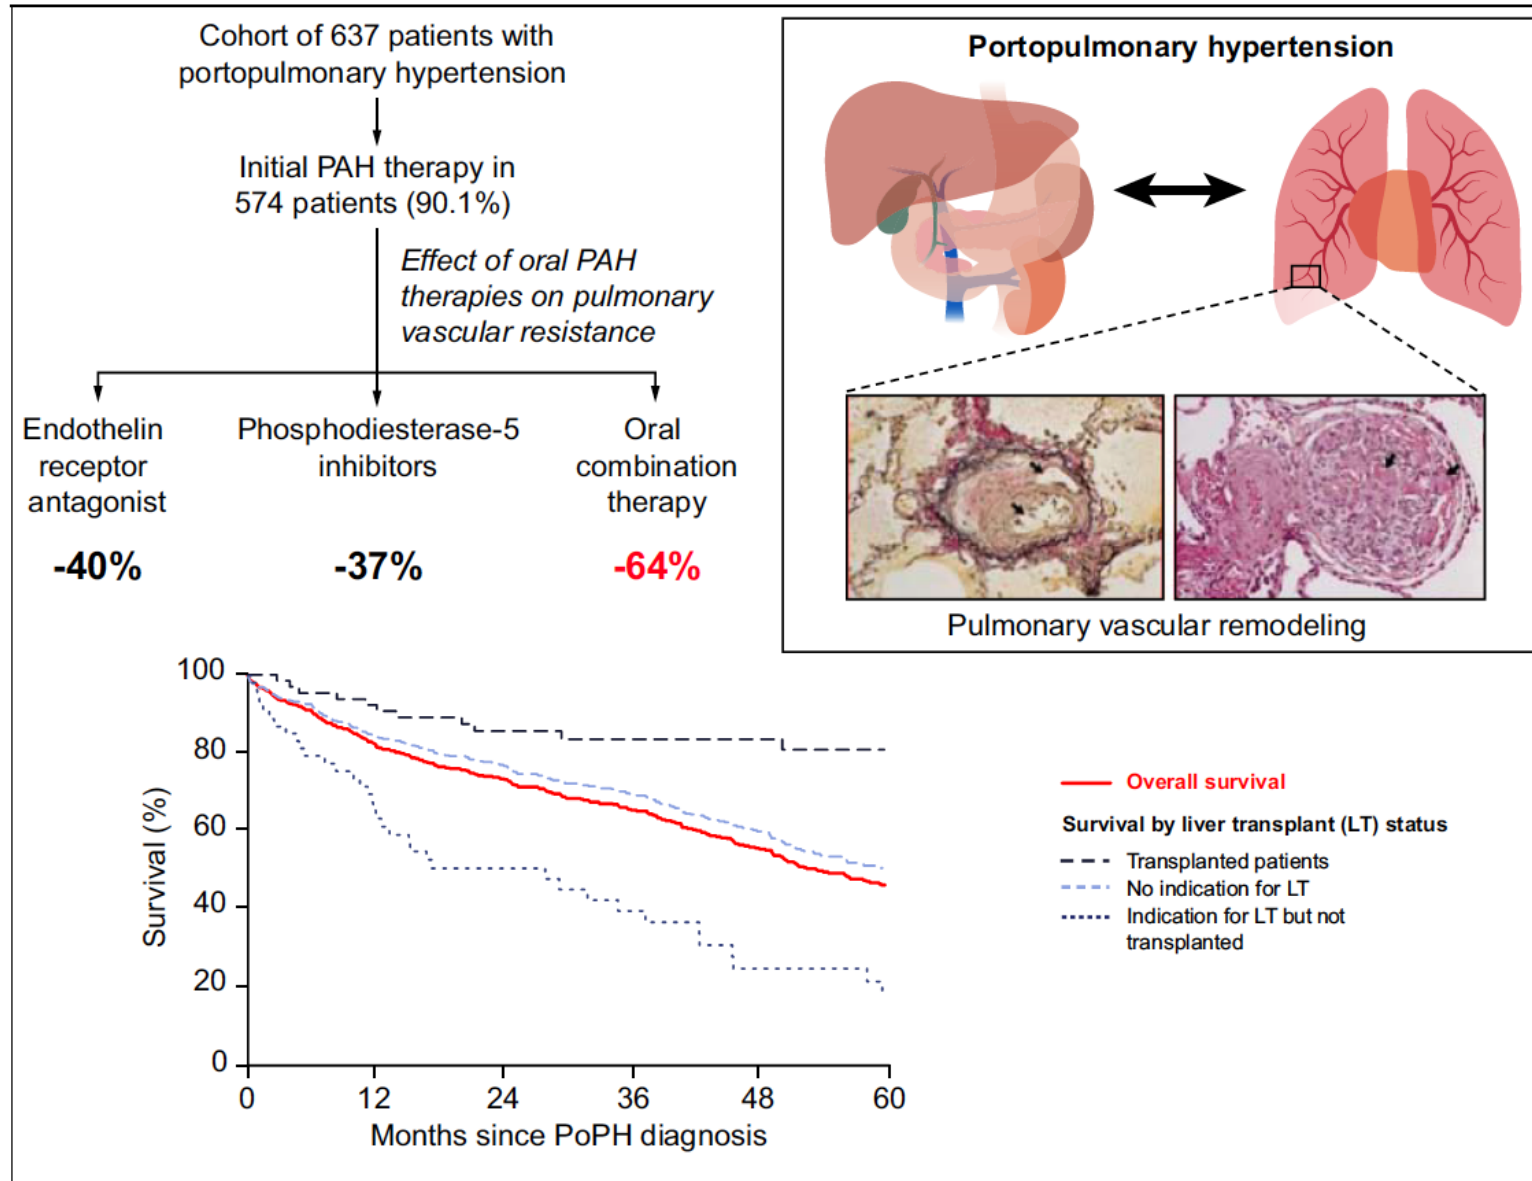 Cohort of 637 patients with
portopulmonary hypertension
Initial PAH therapy in
574 patients (90.1%)
Effect of oral PAH
therapies on pulmonary
vascular resistance
Endothelin
receptor
antagonist
-40%
Phosphodiesterase-5
inhibitors
-37%
Oral
combination
therapy
-64%
Portopulmonary hypertension
Pulmonary vascular remodeling
Survival (%)
100
80
60
40
20
0
0 12 24 36 48 60
Months since PoPH diagnosis
Overall survival
Survival by liver transplant (LT) status
Transplanted patients
No indication for LT
Indication for LT but not
transplanted